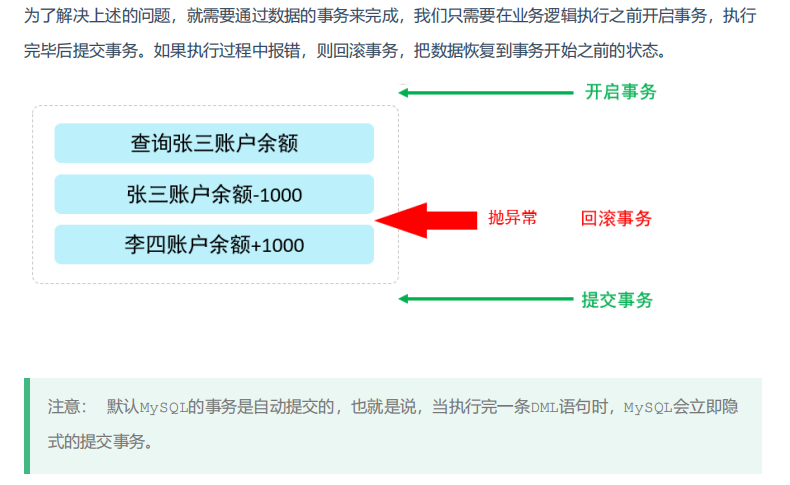 为了解决上述的问题，就需要通过数据的事务来完成，我们只需要在业务逻辑执行之前开启事务，执行
完毕后提交事务。如果执行过程中报错，则回滚事务，把数据恢复到事务开始之前的状态。
开启事务
查询张三账户余额
张三账户余额-1000
抛异常 回滚事务
李四账户余额+1000
提交事务
注意： 默认MySQL的事务是自动提交的，也就是说，当执行完一条DML语句时，MySQL会立即隐
式的提交事务。